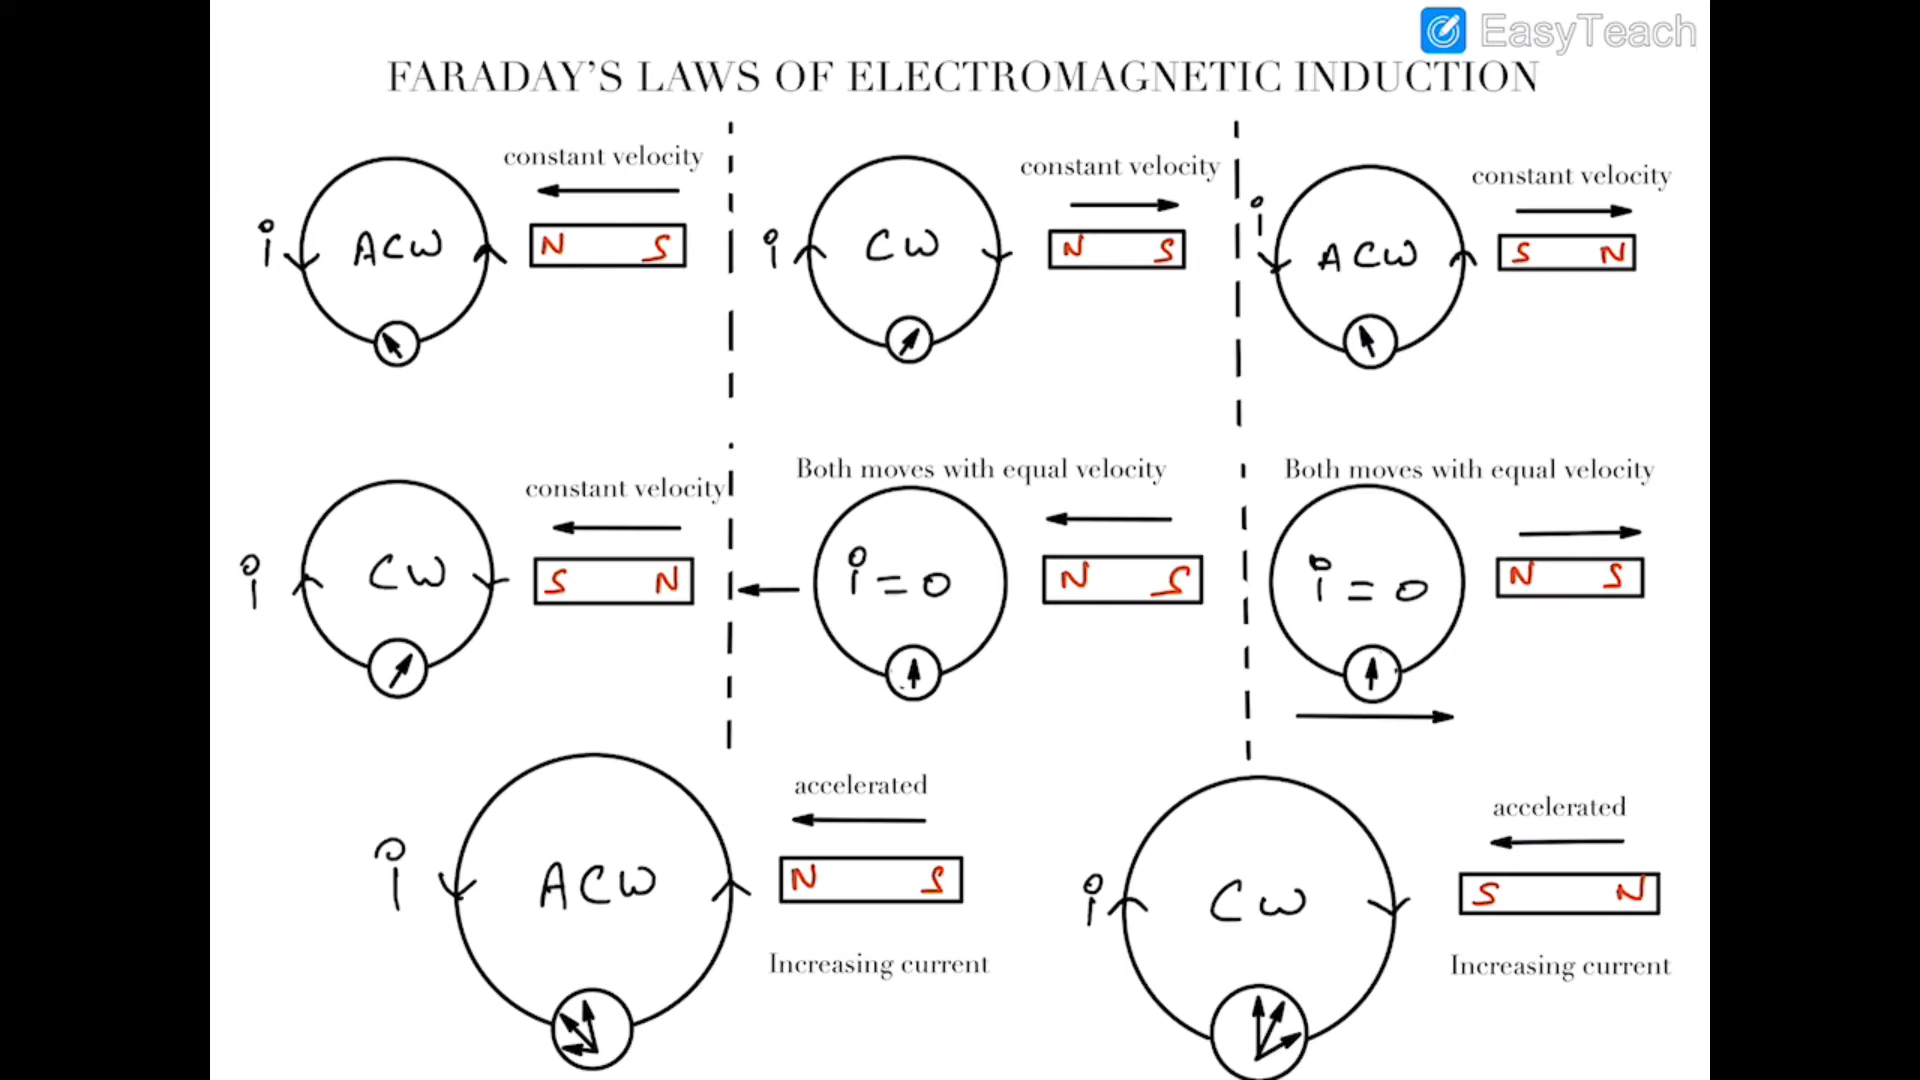 EasyTeach
FARADAY'S LAWS OF ELECTROMAGNETIC INDUCTION
constant velocity
i ACW N S
constant velocity
i CW N S
constant velocity
i ACW S N
constant velocity
i CW S N
Both moves with equal velocity
i = 0 N S
Both moves with equal velocity
i = 0 N S
accelerated
i ACW N S
Increasing current
accelerated
i CW S N
Increasing current